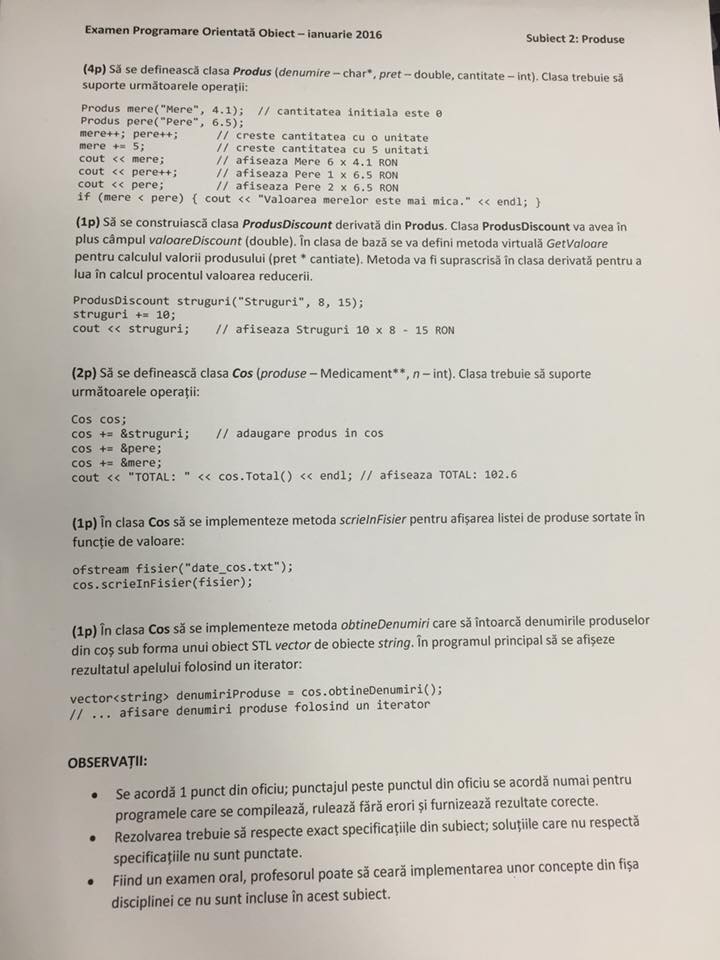 Examen Programare Orientată Obiect – ianuarie 2016
Subiect 2: Produse
(4p) Să se definească clasa Produs (denumire – char*, pret – double, cantitate – int). Clasa trebuie să
suporte următoarele operații:
Produs mere("Mere", 4.1);  // cantitatea initiala este 0
Produs pere("Pere", 6.5);
mere++; pere++;      // creste cantitatea cu o unitate
mere += 5;           // creste cantitatea cu 5 unitati
cout << mere;        // afiseaza Mere 6 x 4.1 RON
cout << pere++;      // afiseaza Pere 1 x 6.5 RON
cout << pere;        // afiseaza Pere 2 x 6.5 RON
if (mere < pere) { cout << "Valoarea merelor este mai mica." << endl; }
(1p) Să se construiască clasa ProdusDiscount derivată din Produs. Clasa ProdusDiscount va avea în
plus câmpul valoareDiscount (double). În clasa de bază se va defini metoda virtuală GetValoare
pentru calculul valorii produsului (pret * cantiate). Metoda va fi suprascrisă în clasa derivată pentru a
lua în calcul procentul valoarea reducerii.
ProdusDiscount struguri("Struguri", 8, 15);
struguri += 10;
cout << struguri;    // afiseaza Struguri 10 x 8 - 15 RON
(2p) Să se definească clasa Cos (produse – Medicament**, n – int). Clasa trebuie să suporte
următoarele operații:
Cos cos;
cos += &struguri;    // adaugare produs in cos
cos += &pere;
cos += &mere;
cout << "TOTAL: " << cos.Total() << endl; // afiseaza TOTAL: 102.6
(1p) În clasa Cos să se implementeze metoda scrieInFisier pentru afișarea listei de produse sortate în
funcție de valoare:
ofstream fisier("date_cos.txt");
cos.scrieInFisier(fisier);
(1p) În clasa Cos să se implementeze metoda obtineDenumiri care să întoarcă denumirile produselor
din coș sub forma unui obiect STL vector de obiecte string. În programul principal să se afișeze
rezultatul apelului folosind un iterator:
vector<string> denumiriProduse = cos.obtineDenumiri();
// ... afisare denumiri produse folosind un iterator
OBSERVAȚII:
• Se acordă 1 punct din oficiu; punctajul peste punctul din oficiu se acordă numai pentru
programele care se compilează, rulează fără erori și furnizează rezultate corecte.
• Rezolvarea trebuie să respecte exact specificațiile din subiect; soluțiile care nu respectă
specificațiile nu sunt punctate.
• Fiind un examen oral, profesorul poate să ceară implementarea unor concepte din fișa
disciplinei ce nu sunt incluse în acest subiect.